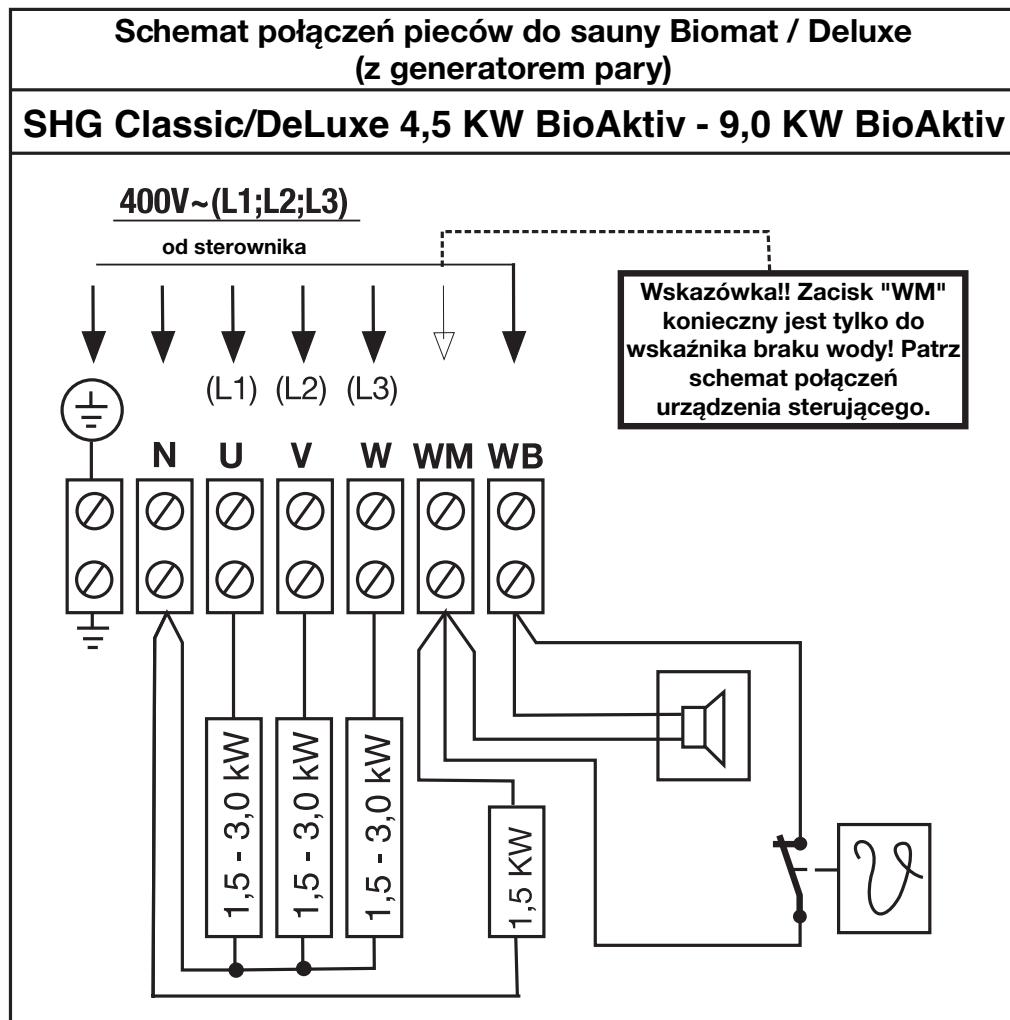 Schemat połączeń pieców do sauny Biomat / Deluxe
(z generatorem pary)
SHG Classic/DeLuxe 4,5 KW BioAktiv - 9,0 KW BioAktiv
400V~(L1;L2;L3)
od sterownika
Wskazówka!! Zacisk "WM"
konieczny jest tylko do
wskaźnika braku wody! Patrz
schemat połączeń
urządzenia sterującego.
(L1) (L2) (L3)
N U V W WM WB
1,5 - 3,0 kW
1,5 - 3,0 kW
1,5 - 3,0 kW
1,5 KW